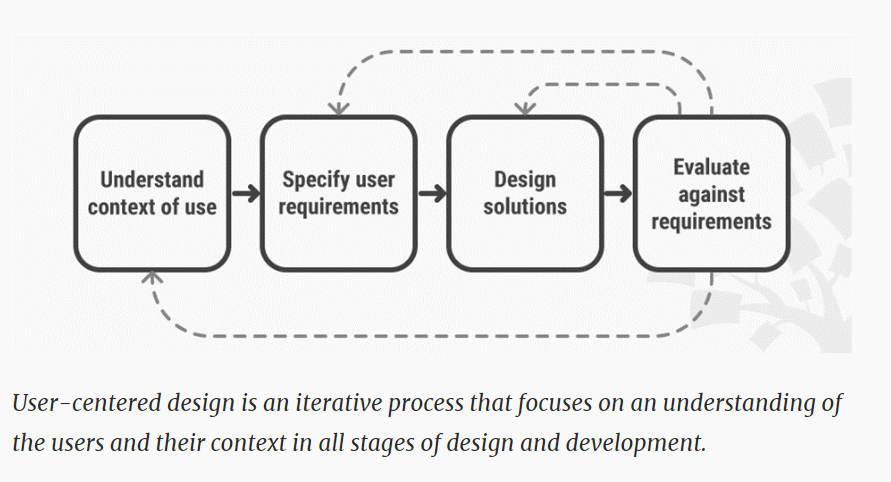 Understand
context of use
Specify user
requirements
Design
solutions
Evaluate
against
requirements
User-centered design is an iterative process that focuses on an understanding of
the users and their context in all stages of design and development.